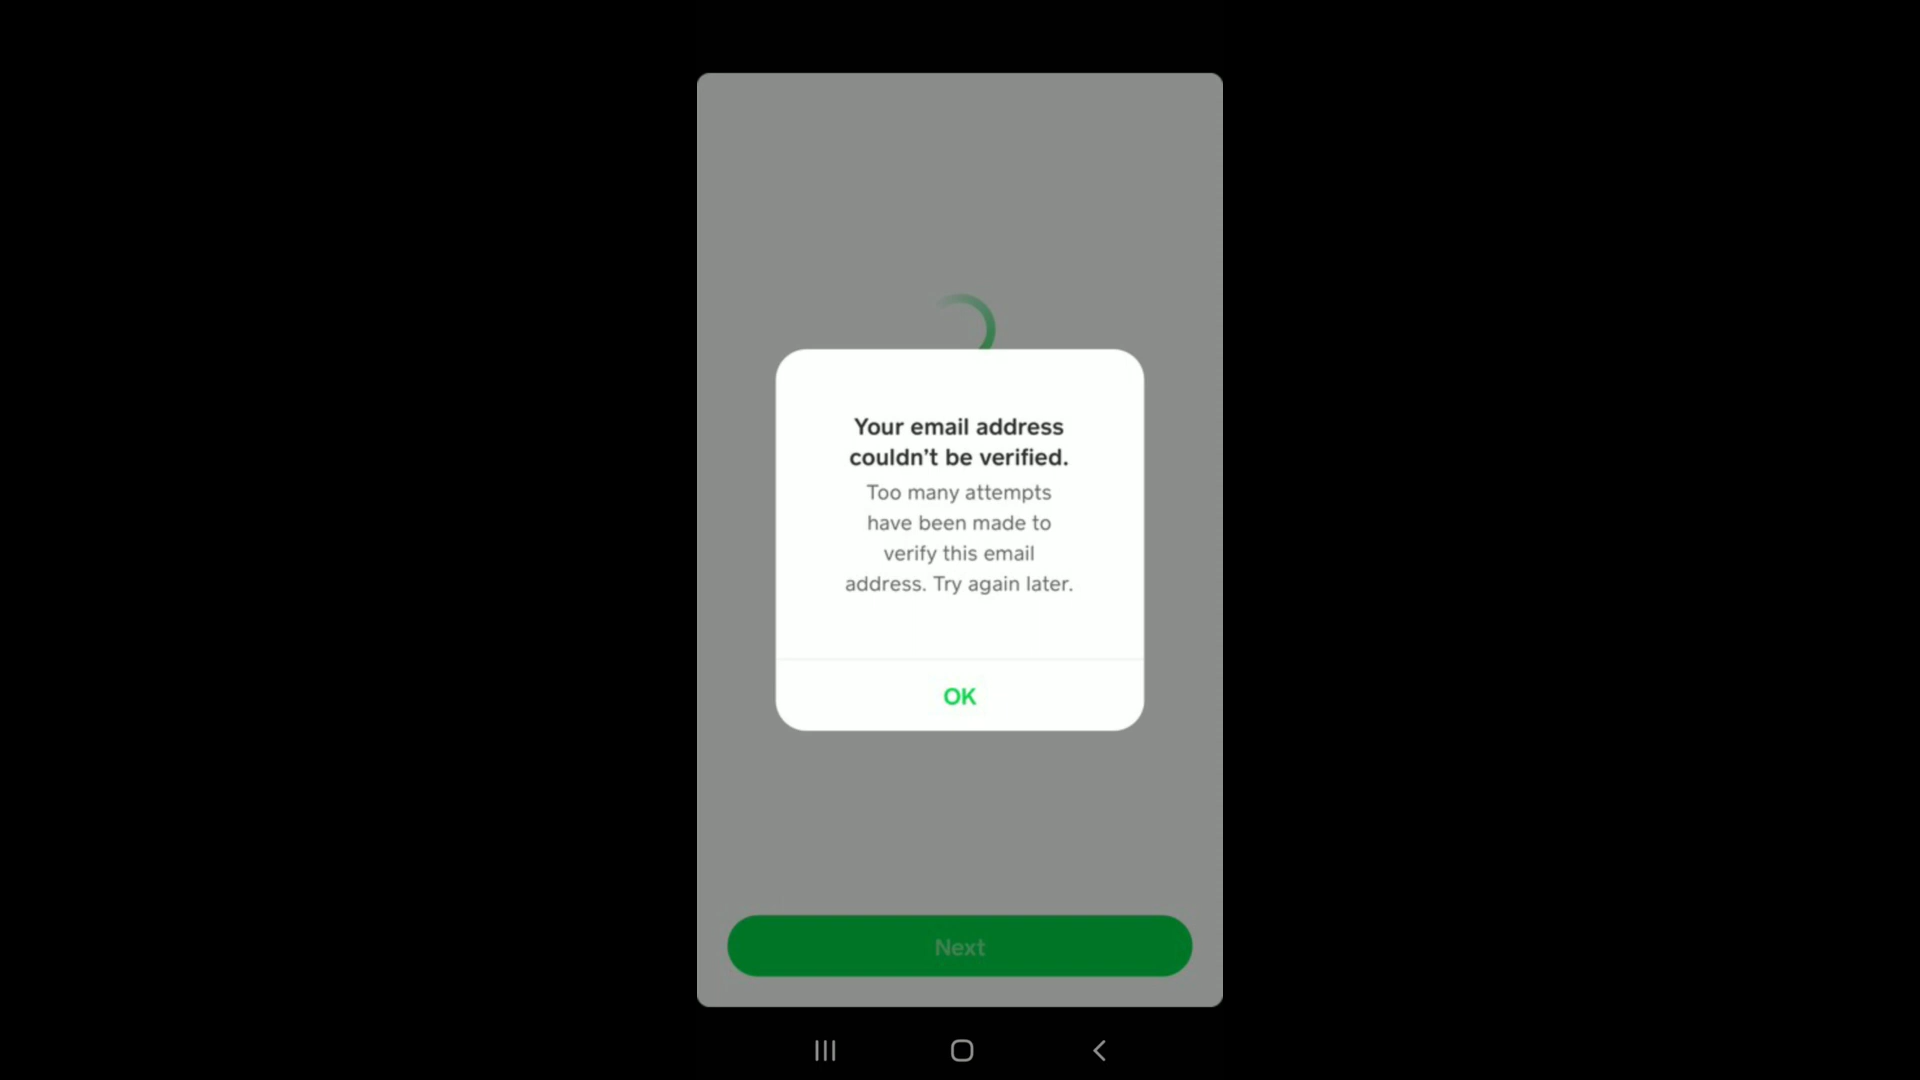 Your email address
couldn’t be verified.
Too many attempts
have been made to
verify this email
address. Try again later.
OK
Next